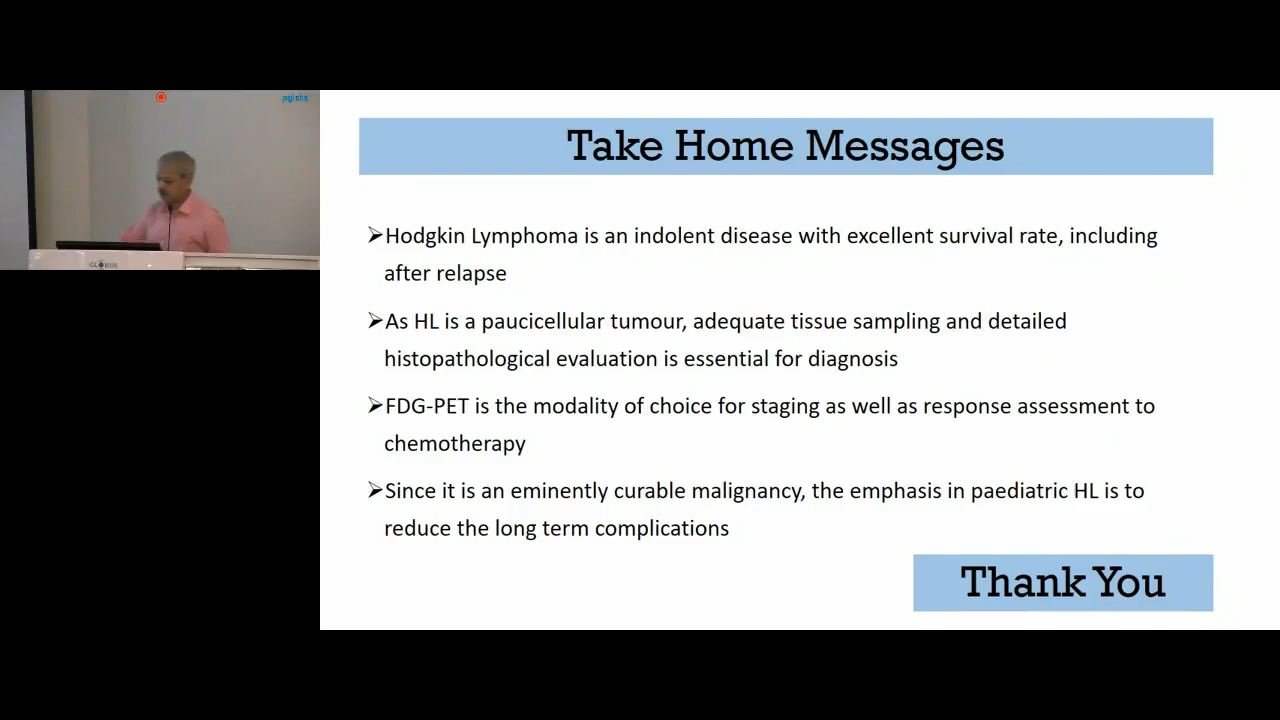 pgichd
Take Home Messages
➢Hodgkin Lymphoma is an indolent disease with excellent survival rate, including
after relapse
➢As HL is a paucicellular tumour, adequate tissue sampling and detailed
histopathological evaluation is essential for diagnosis
➢FDG-PET is the modality of choice for staging as well as response assessment to
chemotherapy
➢Since it is an eminently curable malignancy, the emphasis in paediatric HL is to
reduce the long term complications
Thank You